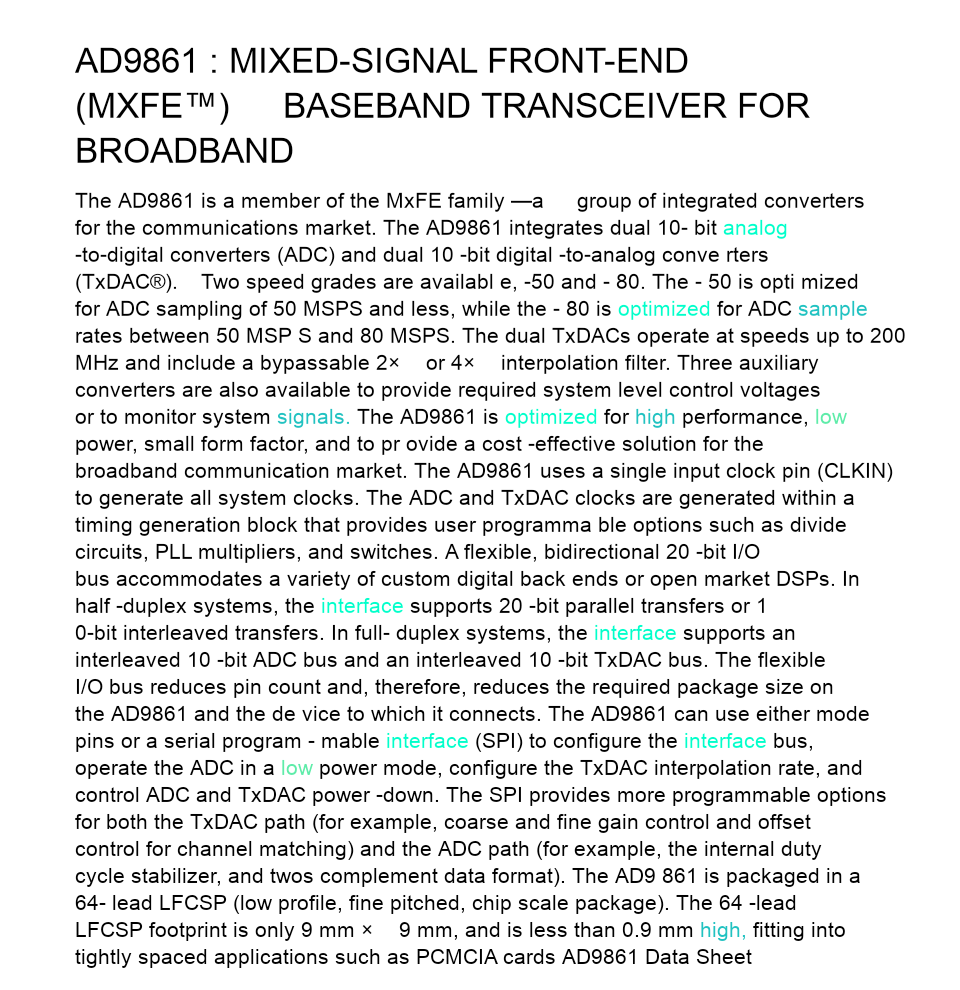 AD9861 : MIXED-SIGNAL FRONT-END
(MXFE™) BASEBAND TRANSCEIVER FOR
BROADBAND
The AD9861 is a member of the MxFE family —a group of integrated converters
for the communications market. The AD9861 integrates dual 10- bit analog
-to-digital converters (ADC) and dual 10 -bit digital -to-analog conve rters
(TxDAC®). Two speed grades are availabl e, -50 and - 80. The - 50 is opti mized
for ADC sampling of 50 MSPS and less, while the - 80 is optimized for ADC sample
rates between 50 MSP S and 80 MSPS. The dual TxDACs operate at speeds up to 200
MHz and include a bypassable 2× or 4× interpolation filter. Three auxiliary
converters are also available to provide required system level control voltages
or to monitor system signals. The AD9861 is optimized for high performance, low
power, small form factor, and to pr ovide a cost -effective solution for the
broadband communication market. The AD9861 uses a single input clock pin (CLKIN)
to generate all system clocks. The ADC and TxDAC clocks are generated within a
timing generation block that provides user programma ble options such as divide
circuits, PLL multipliers, and switches. A flexible, bidirectional 20 -bit I/O
bus accommodates a variety of custom digital back ends or open market DSPs. In
half -duplex systems, the interface supports 20 -bit parallel transfers or 1
0-bit interleaved transfers. In full- duplex systems, the interface supports an
interleaved 10 -bit ADC bus and an interleaved 10 -bit TxDAC bus. The flexible
I/O bus reduces pin count and, therefore, reduces the required package size on
the AD9861 and the de vice to which it connects. The AD9861 can use either mode
pins or a serial program - mable interface (SPI) to configure the interface bus,
operate the ADC in a low power mode, configure the TxDAC interpolation rate, and
control ADC and TxDAC power -down. The SPI provides more programmable options
for both the TxDAC path (for example, coarse and fine gain control and offset
control for channel matching) and the ADC path (for example, the internal duty
cycle stabilizer, and twos complement data format). The AD9 861 is packaged in a
64- lead LFCSP (low profile, fine pitched, chip scale package). The 64 -lead
LFCSP footprint is only 9 mm × 9 mm, and is less than 0.9 mm high, fitting into
tightly spaced applications such as PCMCIA cards AD9861 Data Sheet